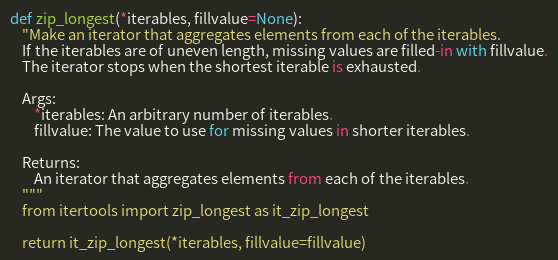 def zip_longest(*iterables, fillvalue=None):
"Make an iterator that aggregates elements from each of the iterables.
If the iterables are of uneven length, missing values are filled-in with fillvalue.
The iterator stops when the shortest iterable is exhausted.
Args:
*iterables: An arbitrary number of iterables.
fillvalue: The value to use for missing values in shorter iterables.
Returns:
An iterator that aggregates elements from each of the iterables.
"""
from itertools import zip_longest as it_zip_longest
return it_zip_longest(*iterables, fillvalue=fillvalue)